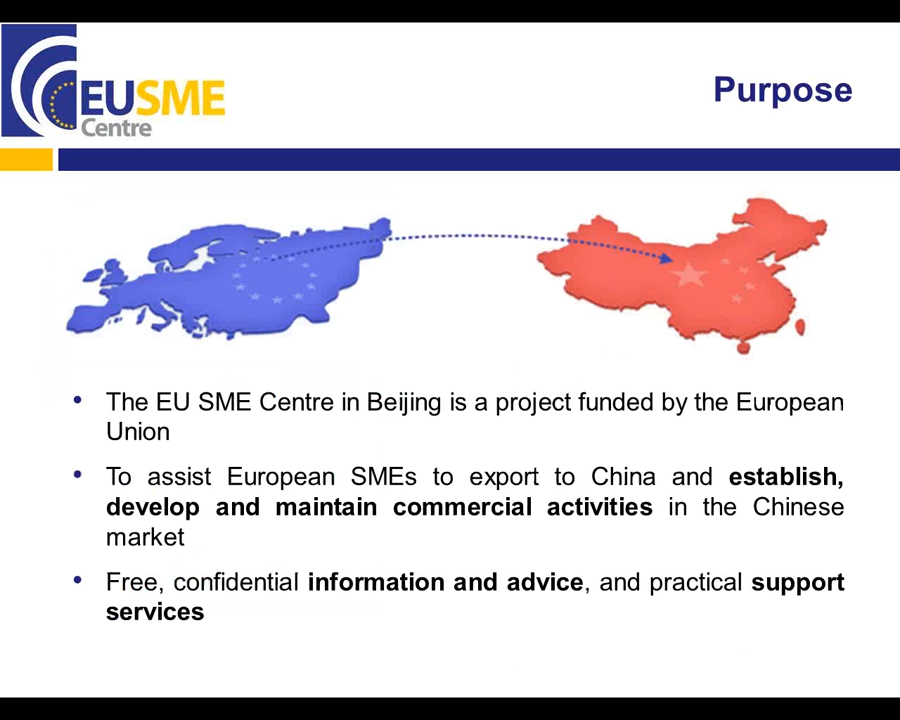 EUSME
Centre
Purpose
• The EU SME Centre in Beijing is a project funded by the European
Union
• To assist European SMEs to export to China and establish,
develop and maintain commercial activities in the Chinese
market
• Free, confidential information and advice, and practical support
services